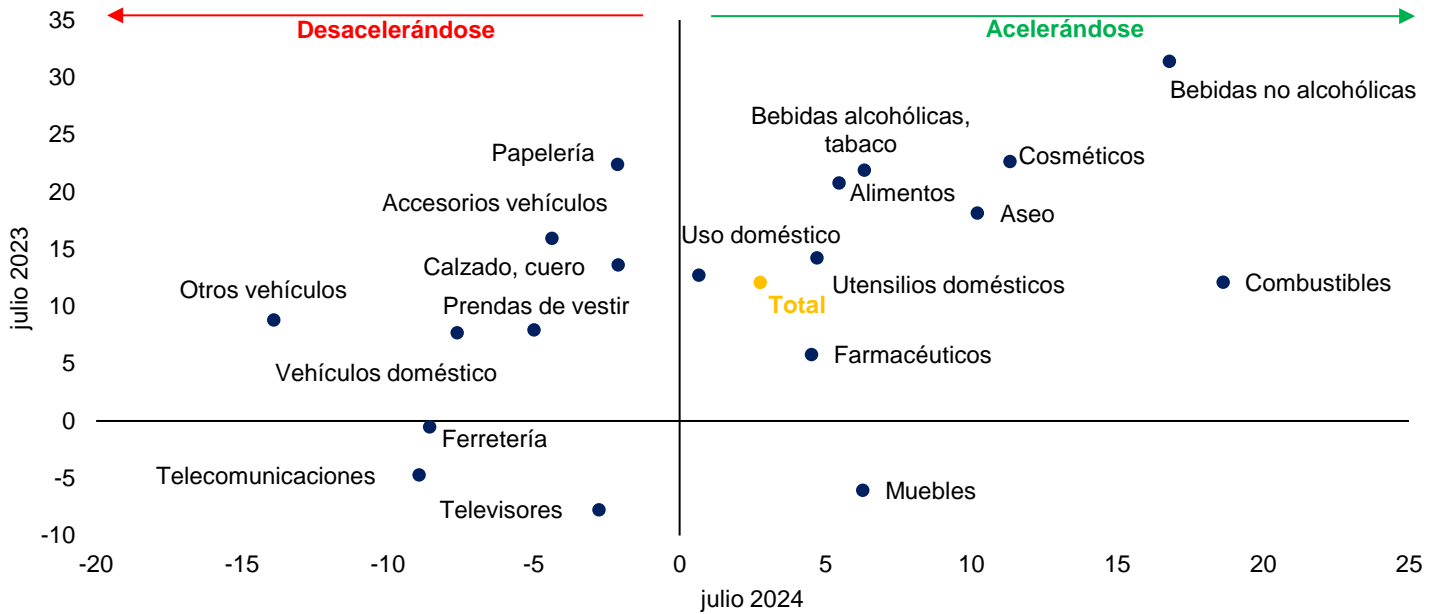 35
30
25
20
15
10
5
0
-5
-10
julio 2023
Desacelerándose
Acelerándose
Bebidas no alcohólicas
Bebidas alcohólicas,
tabaco
Papelería
Cosméticos
Accesorios vehículos
Alimentos
Aseo
Uso doméstico
Calzado, cuero
Otros vehículos
Utensilios domésticos
Combustibles
Prendas de vestir
Total
Farmacéuticos
Vehículos doméstico
Ferretería
Telecomunicaciones
Muebles
Televisores
-20
-15
-10
-5
0
5
10
15
20
25
julio 2024